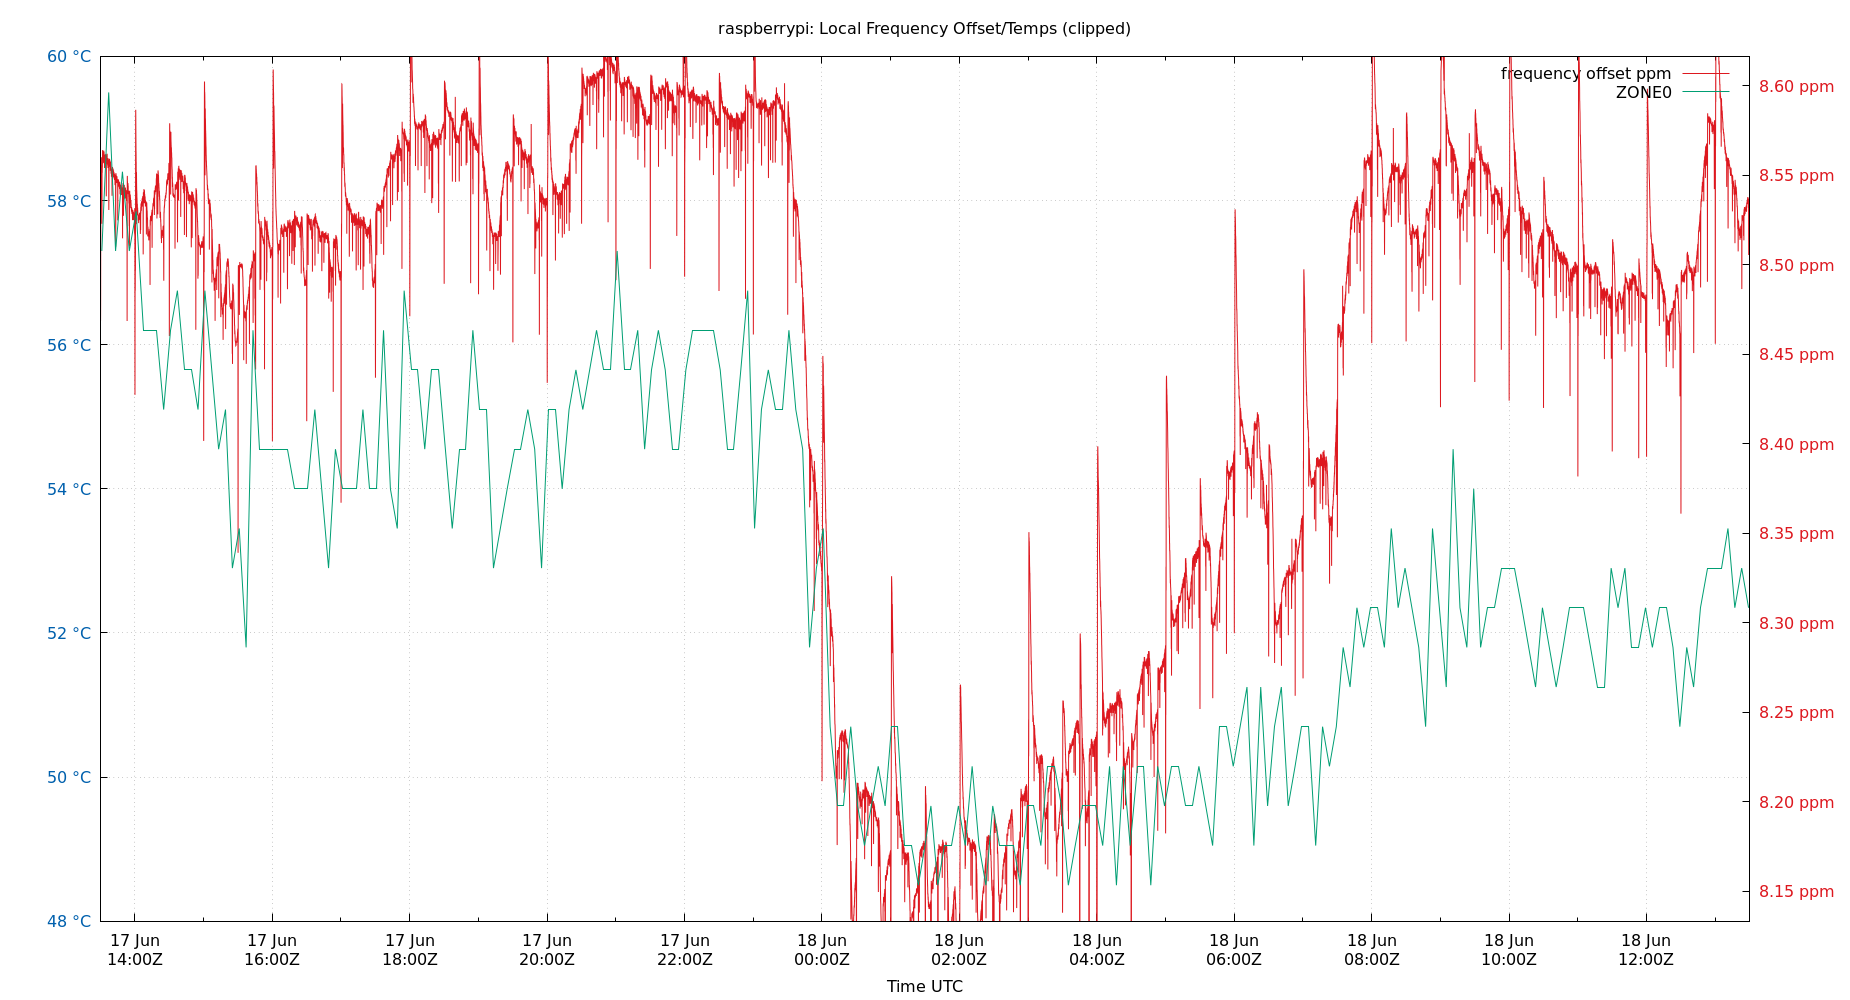 raspberrypi: Local Frequency Offset/Temps (clipped)
60 °C
58 °C
56 °C
54 °C
52 °C
50 °C
48 °C
frequency offset ppm
ZONE0
8.60 ppm
8.55 ppm
8.50 ppm
8.45 ppm
8.40 ppm
8.35 ppm
8.30 ppm
8.25 ppm
8.20 ppm
8.15 ppm
17 Jun
14:00Z
17 Jun
16:00Z
17 Jun
18:00Z
17 Jun
20:00Z
17 Jun
22:00Z
18 Jun
00:00Z
18 Jun
02:00Z
18 Jun
04:00Z
18 Jun
06:00Z
18 Jun
08:00Z
18 Jun
10:00Z
18 Jun
12:00Z
Time UTC